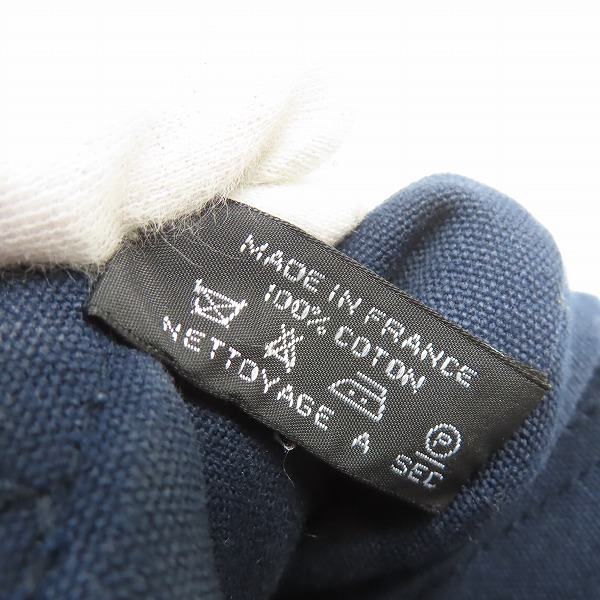 MADE IN FRANCE
100% COTON
P
NETTOYAGE A SEC